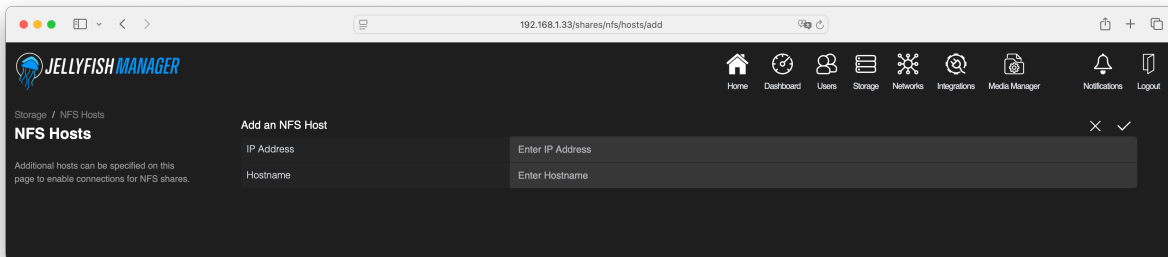 192.168.1.33/shares/nfs/hosts/add
JELLYFISH MANAGER
Home
Dashboard
Users
Storage
Networks
Integrations
Media Manager
Notifications
Logout
Storage / NFS Hosts
NFS Hosts
Additional hosts can be specified on this
page to enable connections for NFS shares.
Add an NFS Host
IP Address
Enter IP Address
Hostname
Enter Hostname